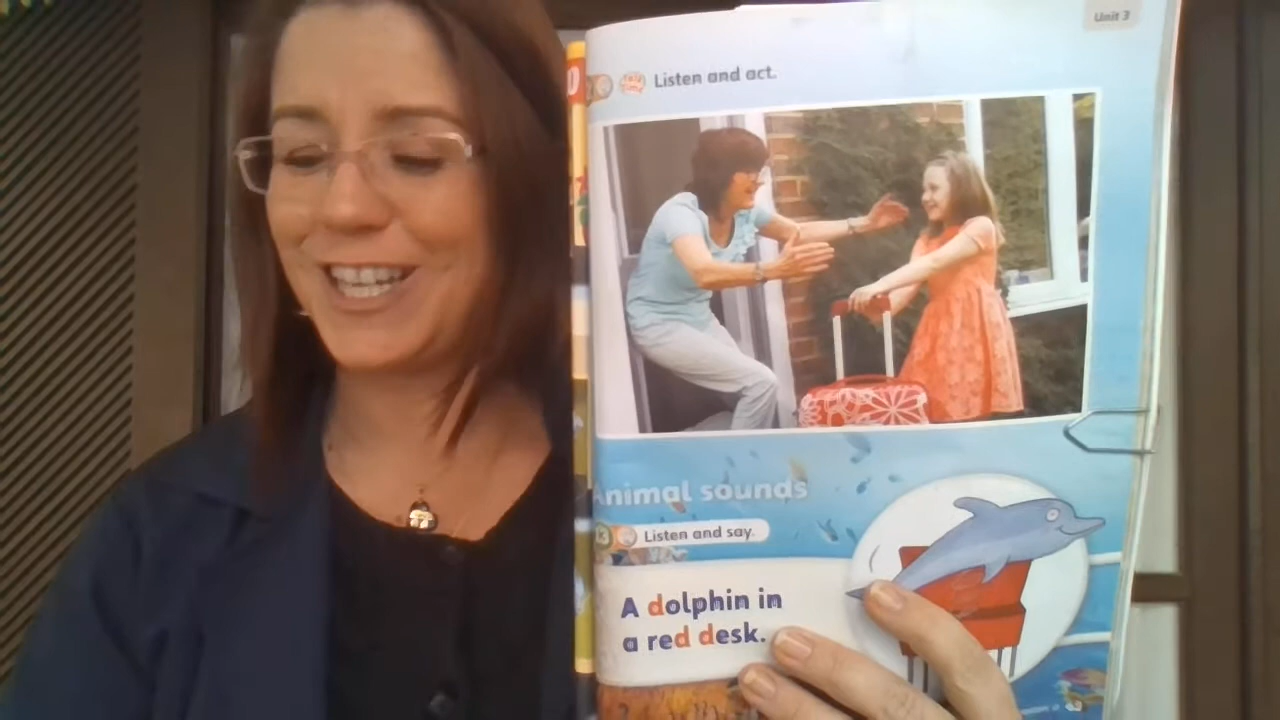 Unit 3
Listen and act.
Animal sounds
Listen and say.
A dolphin in
a red desk.